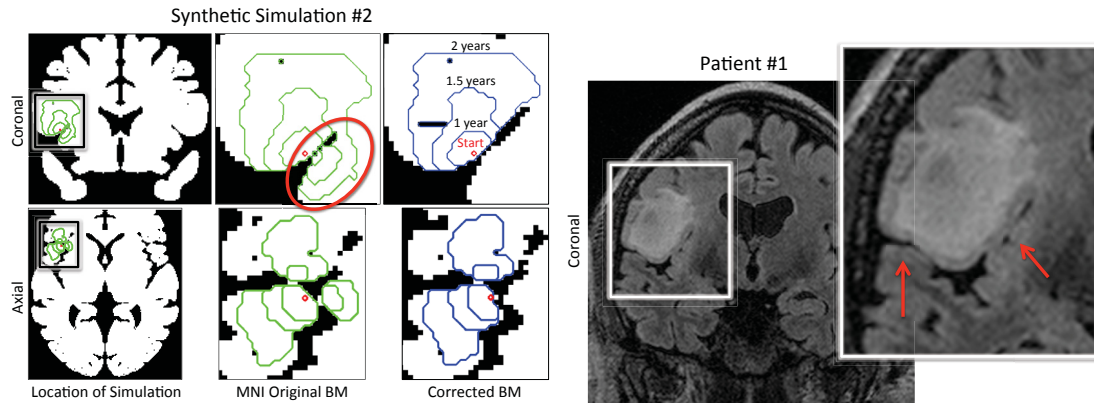 Synthetic Simulation #2
Coronal
2 years
1.5 years
1 year
Start
Axial
Location of Simulation
MNI Original BM
Corrected BM
Patient #1
Coronal